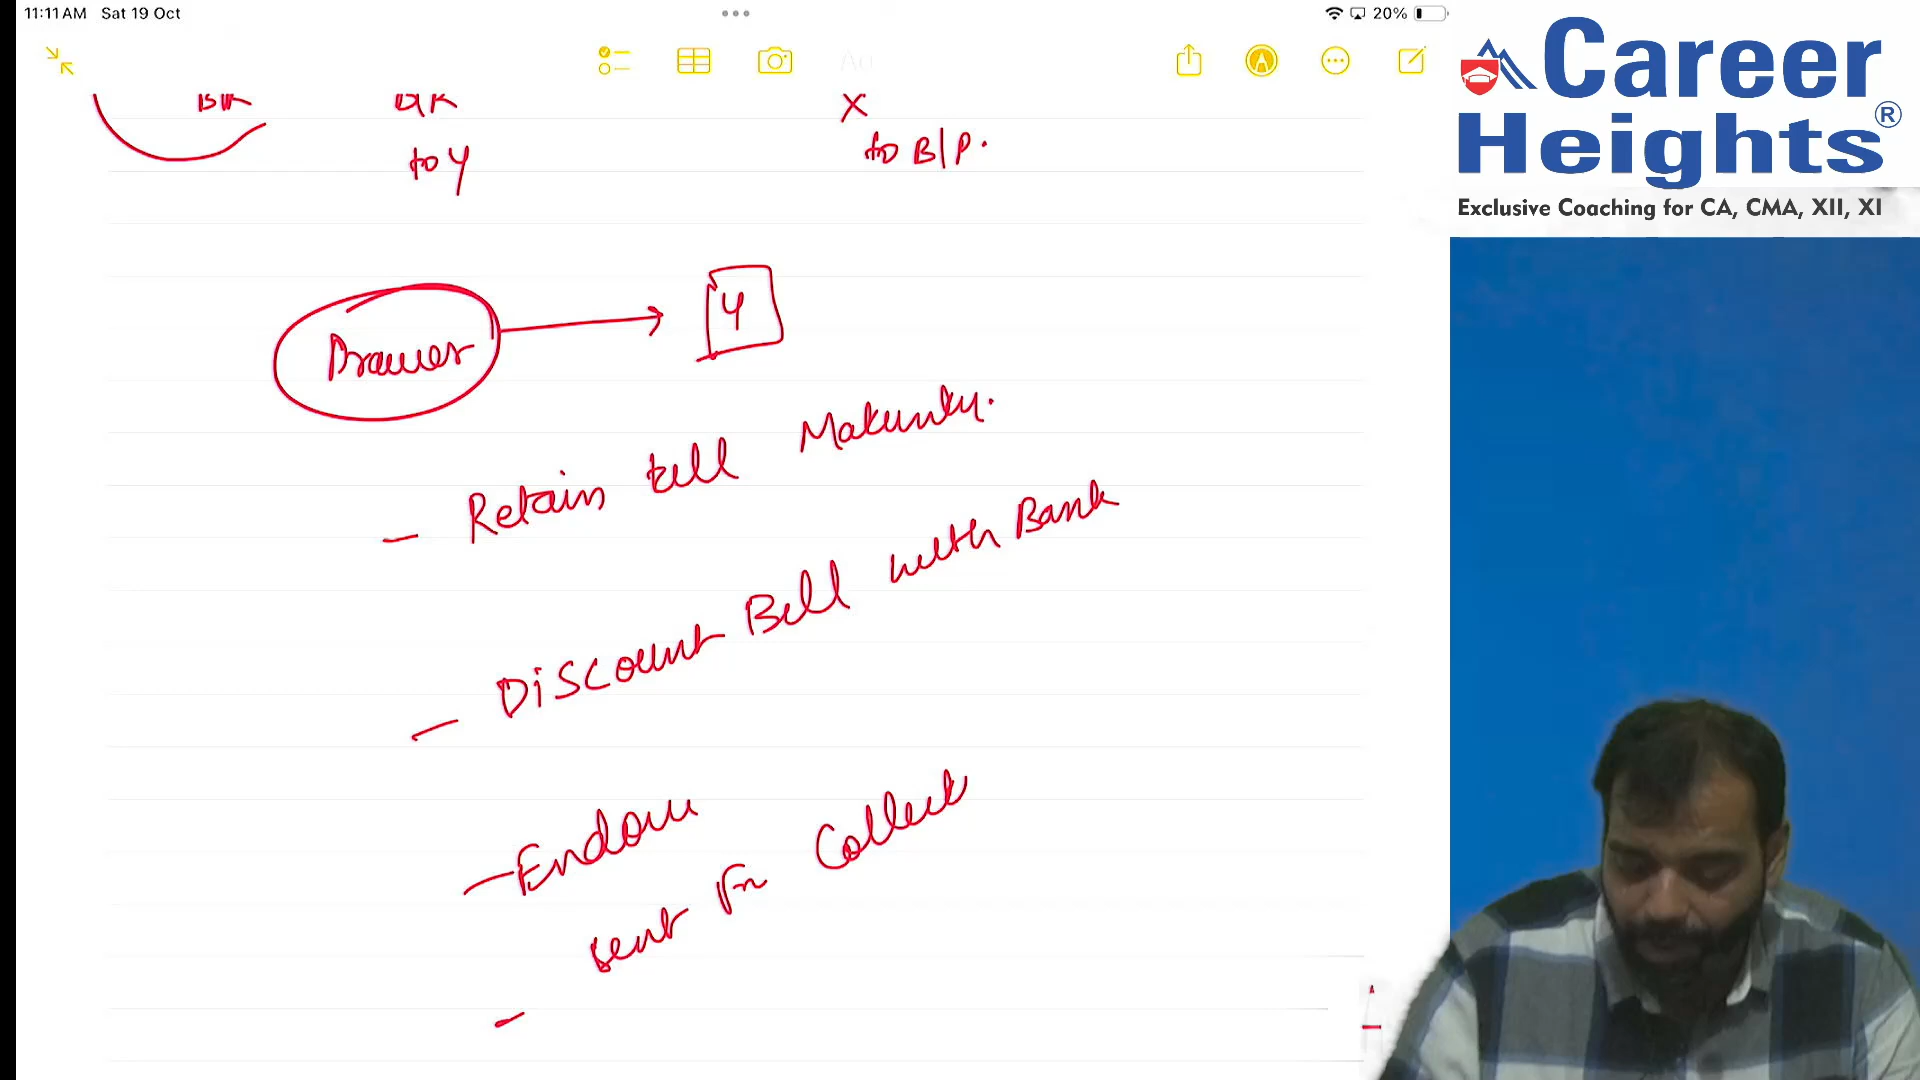 11:11 AM Sat 19 Oct
20%
Career
Heights®
Exclusive Coaching for CA, CMA, XII, XI
B/R
X
to Y
to B/P.
Drawer
Y
- Retain till Maturity.
- Discount Bill with Bank
- Endorse
sent for Collect
-